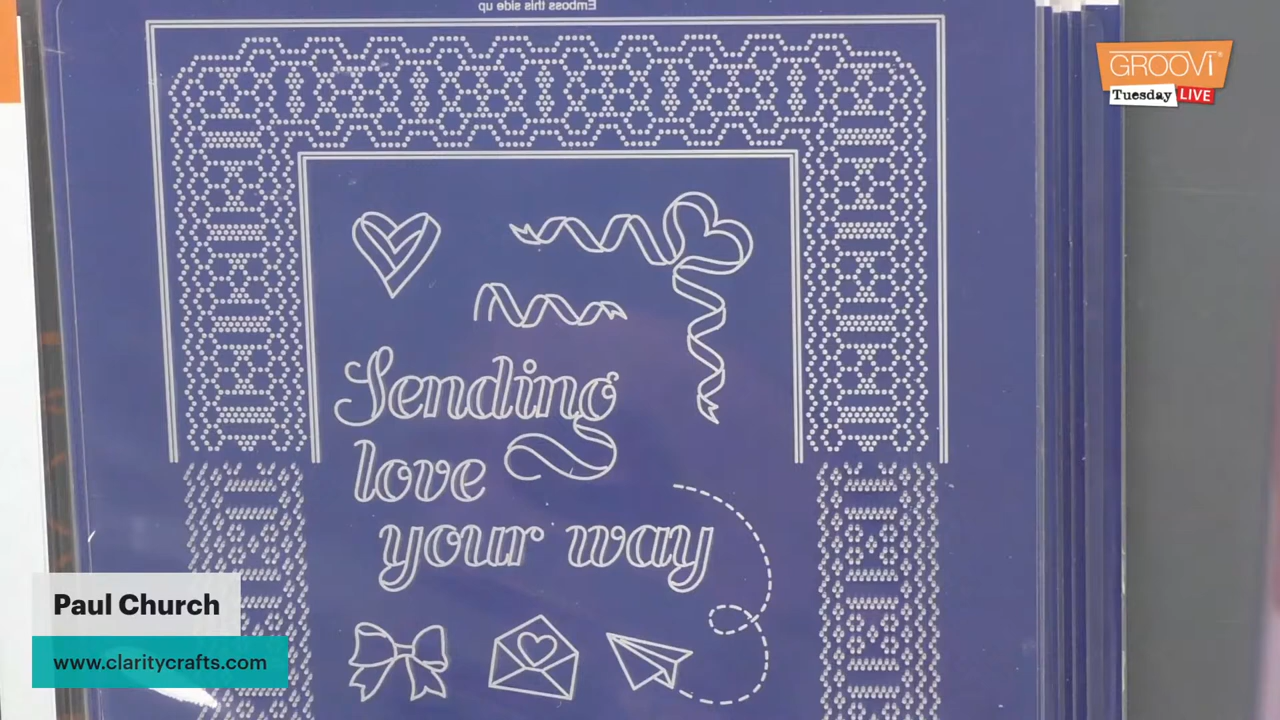 Emboss this side up
GROOVI®
Tuesday LIVE
Sending
love
your way
Paul Church
www.claritycrafts.com